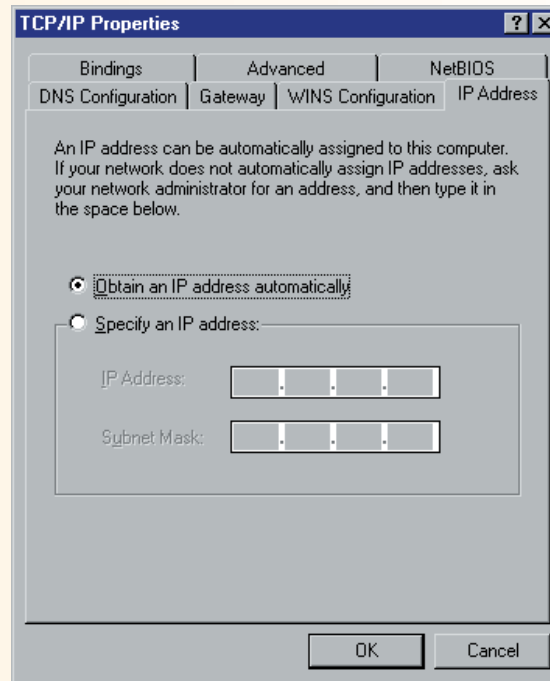 TCP/IP Properties
Bindings Advanced NetBIOS
DNS Configuration Gateway WINS Configuration IP Address
An IP address can be automatically assigned to this computer.
If your network does not automatically assign IP addresses, ask
your network administrator for an address, and then type it in
the space below.
Obtain an IP address automatically
Specify an IP address:
IP Address:
Subnet Mask:
OK Cancel